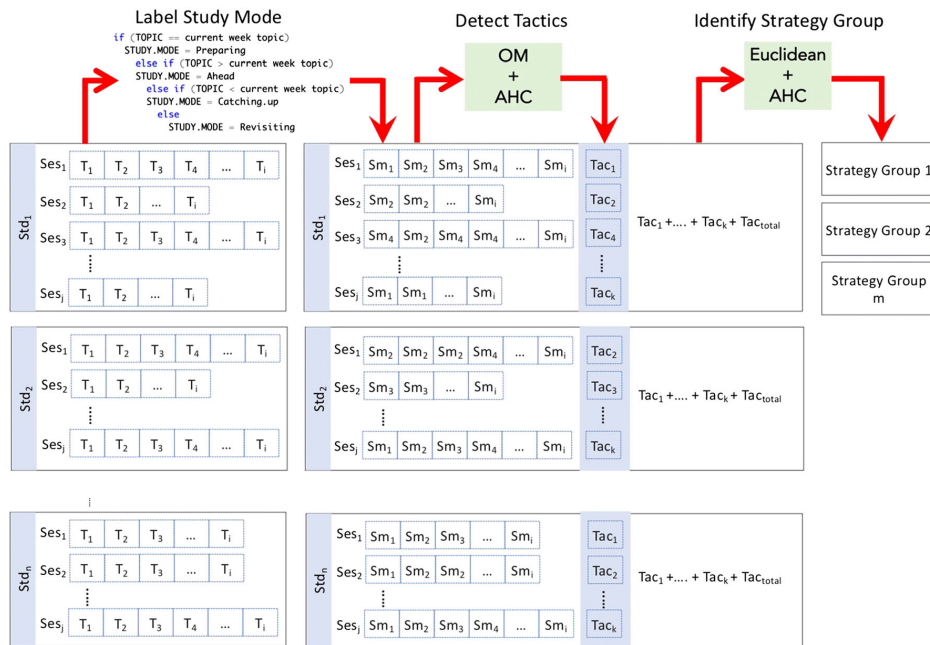 Label Study Mode
Detect Tactics
Identify Strategy Group
if (TOPIC == current week topic)
STUDY.MODE = Preparing
else if (TOPIC > current week topic)
STUDY.MODE = Ahead
else if (TOPIC < current week topic)
STUDY.MODE = Catching.up
else
STUDY.MODE = Revisiting
OM
+
AHC
Euclidean
+
AHC
Std1
Ses1 T1 T2 T3 T4 ... Ti
Ses2 T1 T2 ... Ti
Ses3 T1 T2 T3 T4 ... Ti
Sesj T1 T2 ... Ti
Std1
Ses1 Sm1 Sm2 Sm3 Sm4 ... Smi Tac1
Ses2 Sm2 Sm2 ... Smi Tac2
Ses3 Sm4 Sm2 Sm4 Sm4 ... Smi Tac4
Sesj Sm1 Sm1 ... Smi Tack
Tac1 +.... + Tack + Tactotal
Strategy Group 1
Strategy Group 2
Strategy Group
m
Std2
Ses1 T1 T2 T3 T4 ... Ti
Ses2 T1 T2 ... Ti
Sesj T1 T2 T3 T4 ... Ti
Std2
Ses1 Sm2 Sm2 Sm2 Sm4 ... Smi Tac2
Ses2 Sm3 Sm3 ... Smi Tac3
Sesj Sm1 Sm2 Sm3 Sm4 ... Smi Tack
Tac1 +.... + Tack + Tactotal
Stdn
Ses1 T1 T2 T3 ... Ti
Ses2 T1 T2 T3 ... Ti
Sesj T1 T2 T3 T4 ... Ti
Stdn
Ses1 Sm1 Sm2 Sm3 ... Smi Tac1
Ses2 Sm1 Sm2 Sm2 ... Smi Tac2
Sesj Sm1 Sm2 Sm3 Sm4 ... Smi Tack
Tac1 +.... + Tack + Tactotal